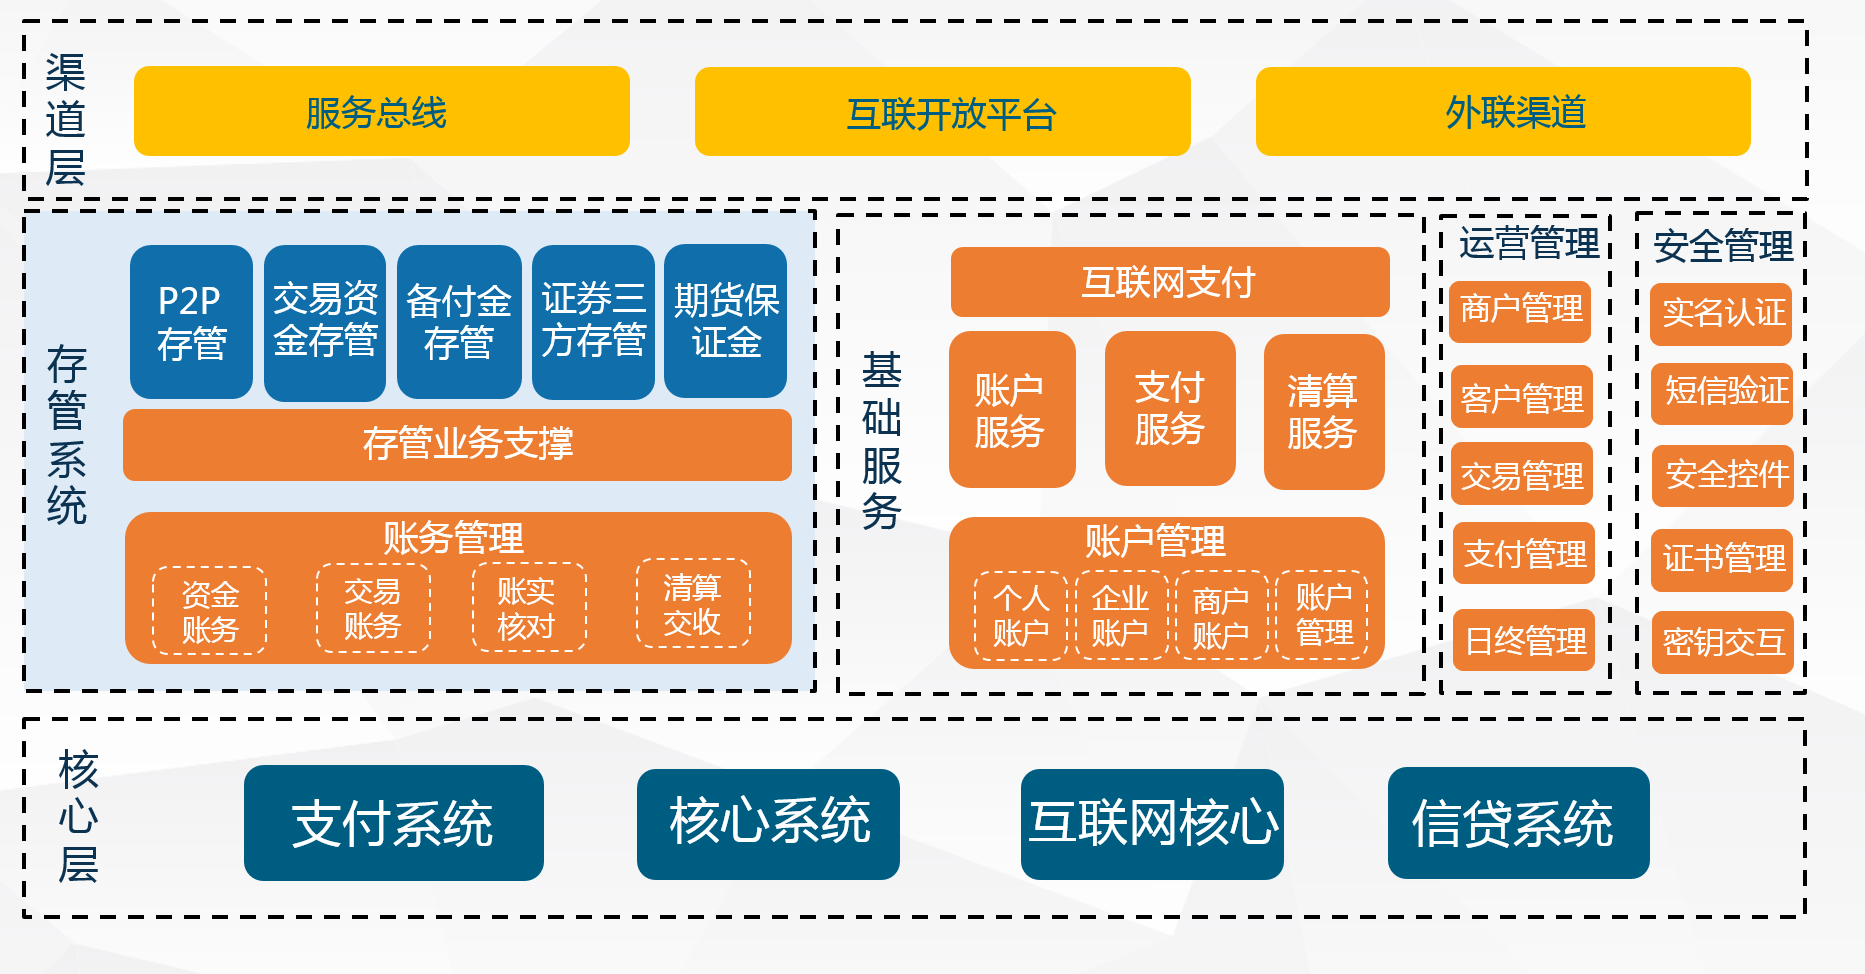 渠
道
层
服务总线
互联开放平台
外联渠道
存
管
系
统
P2P
存管
交易资
金存管
备付金
存管
证券三
方存管
期货保
证金
存管业务支撑
账务管理
资金
账务
交易
账务
账实
核对
清算
交收
基
础
服
务
互联网支付
账户
服务
支付
服务
清算
服务
账户管理
个人
账户
企业
账户
商户
账户
账户
管理
运营管理
商户管理
客户管理
交易管理
支付管理
日终管理
安全管理
实名认证
短信验证
安全控件
证书管理
密钥交互
核
心
层
支付系统
核心系统
互联网核心
信贷系统